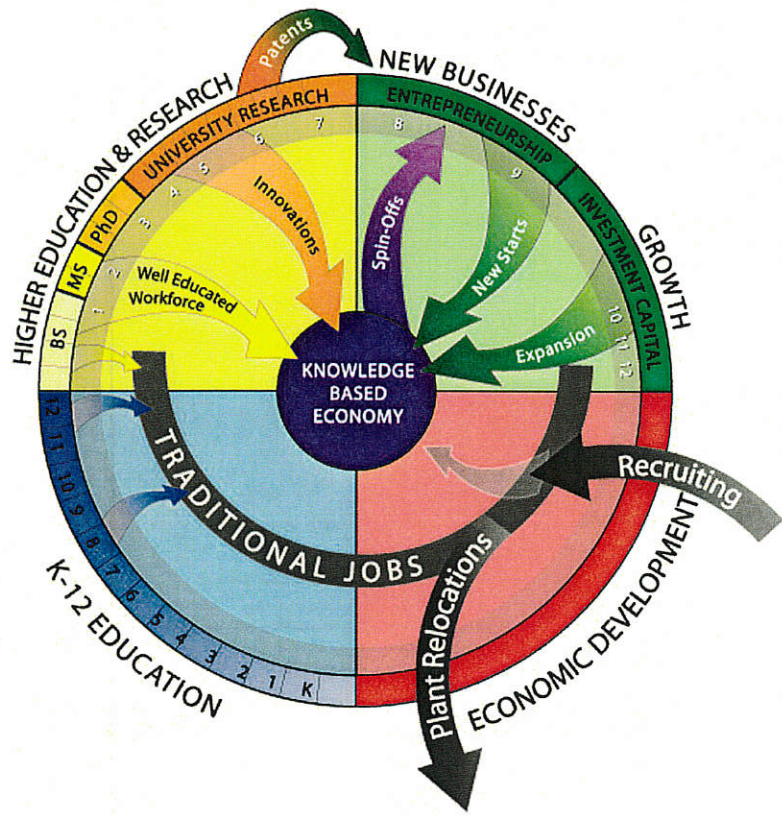 Patents
NEW BUSINESSES
HIGHER EDUCATION & RESEARCH
UNIVERSITY RESEARCH
ENTREPRENEURSHIP
INVESTMENT CAPITAL
GROWTH
PhD
MS
BS
1
2
3
4
5
6
7
8
9
10
11
12
Innovations
Well Educated
Workforce
Spin-Offs
New Starts
Expansion
KNOWLEDGE
BASED
ECONOMY
TRADITIONAL JOBS
Recruiting
Plant Relocations
ECONOMIC DEVELOPMENT
12
11
10
9
8
7
6
5
4
3
2
1
K
K-12 EDUCATION